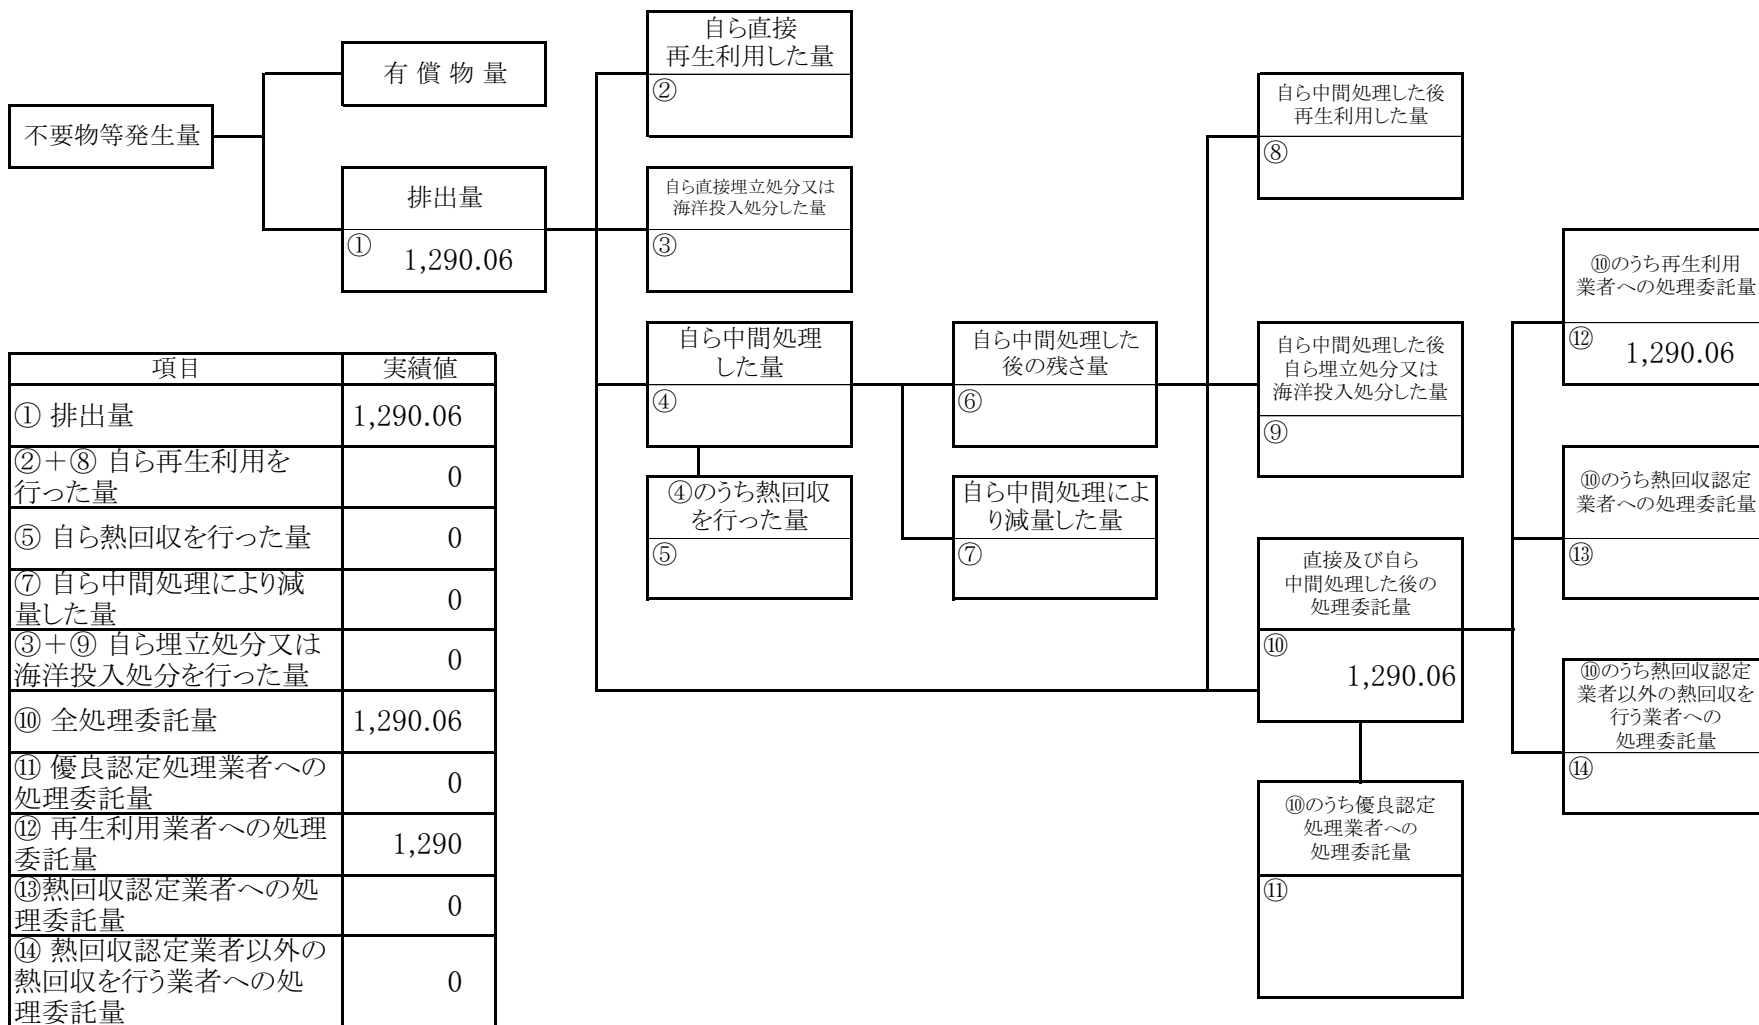 自ら直接
再生利用した量
②
有 償 物 量
不要物等発生量
排出量
①
1,290.06
自ら直接埋立処分又は
海洋投入処分した量
③
自ら中間処理した後
再生利用した量
⑧
⑩のうち再生利用
業者への処理委託量
⑫
1,290.06
自ら中間処理
した量
④
自ら中間処理した
後の残さ量
⑥
自ら中間処理した後
自ら埋立処分又は
海洋投入処分した量
⑨
④のうち熱回収
を行った量
⑤
自ら中間処理によ
り減量した量
⑦
⑩のうち熱回収認定
業者への処理委託量
⑬
直接及び自ら
中間処理した後の
処理委託量
⑩
1,290.06
⑩のうち熱回収認定
業者以外の熱回収を
行う業者への
処理委託量
⑭
⑩のうち優良認定
処理業者への
処理委託量
⑪
項目 実績値
① 排出量 1,290.06
②+⑧ 自ら再生利用を
行った量 0
⑤ 自ら熱回収を行った量 0
⑦ 自ら中間処理により減
量した量 0
③+⑨ 自ら埋立処分又は
海洋投入処分を行った量 0
⑩ 全処理委託量 1,290.06
⑪ 優良認定処理業者への
処理委託量 0
⑫ 再生利用業者への処理
委託量 1,290
⑬熱回収認定業者への処
理委託量 0
⑭ 熱回収認定業者以外の
熱回収を行う業者への処
理委託量 0